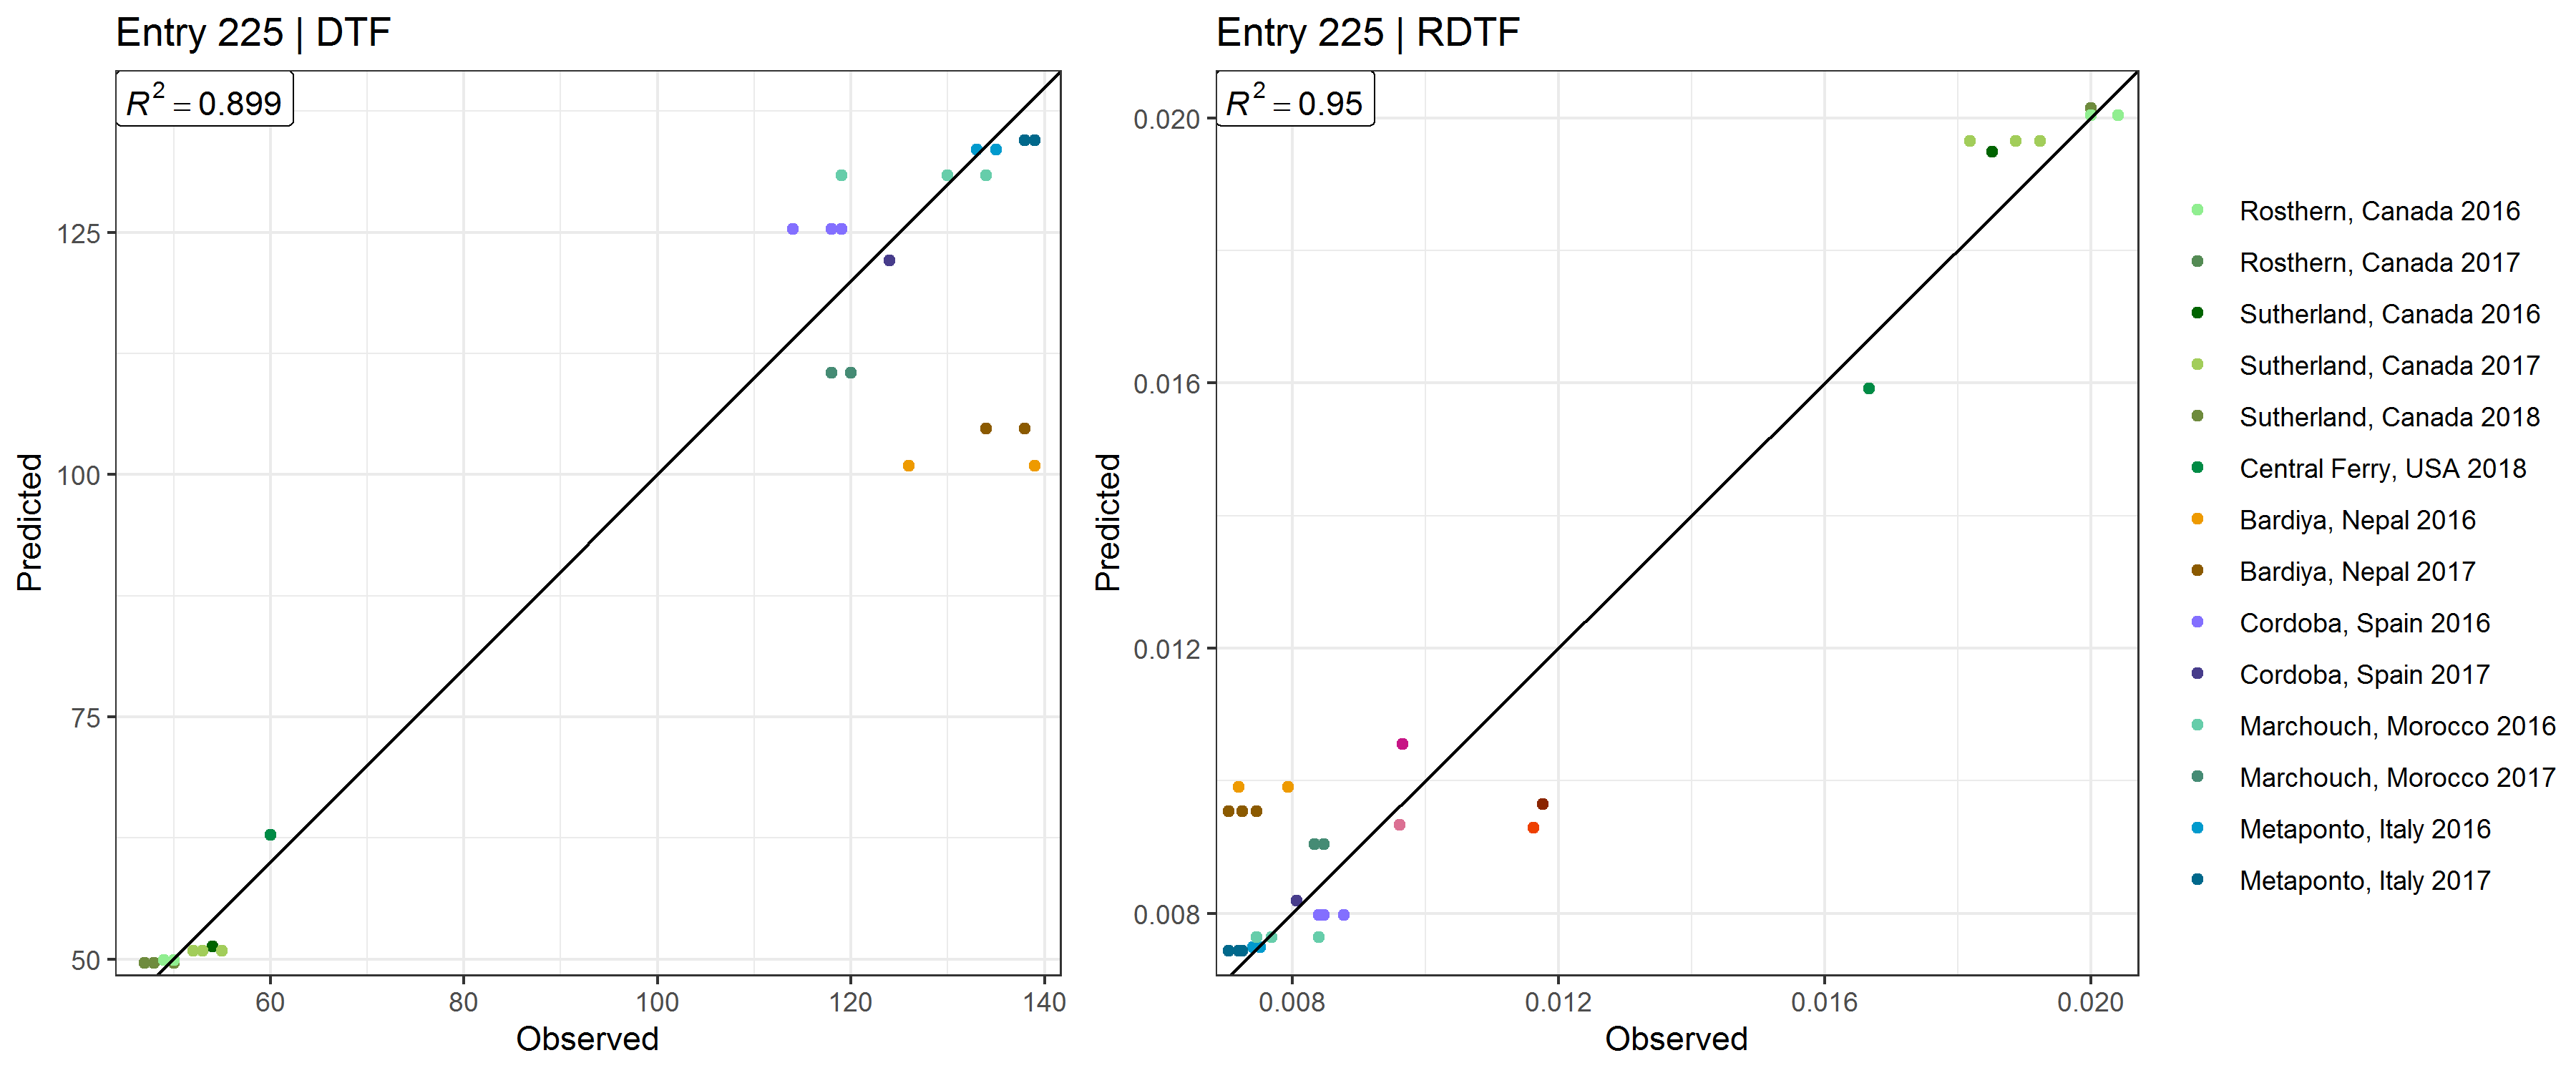 Entry 225 | DTF
R² = 0.899
125
100
75
50
Predicted
60 80 100 120 140
Observed
Entry 225 | RDTF
R² = 0.95
0.020
0.016
0.012
0.008
Predicted
0.008 0.012 0.016 0.020
Observed
Rosthern, Canada 2016
Rosthern, Canada 2017
Sutherland, Canada 2016
Sutherland, Canada 2017
Sutherland, Canada 2018
Central Ferry, USA 2018
Bardiya, Nepal 2016
Bardiya, Nepal 2017
Cordoba, Spain 2016
Cordoba, Spain 2017
Marchouch, Morocco 2016
Marchouch, Morocco 2017
Metaponto, Italy 2016
Metaponto, Italy 2017